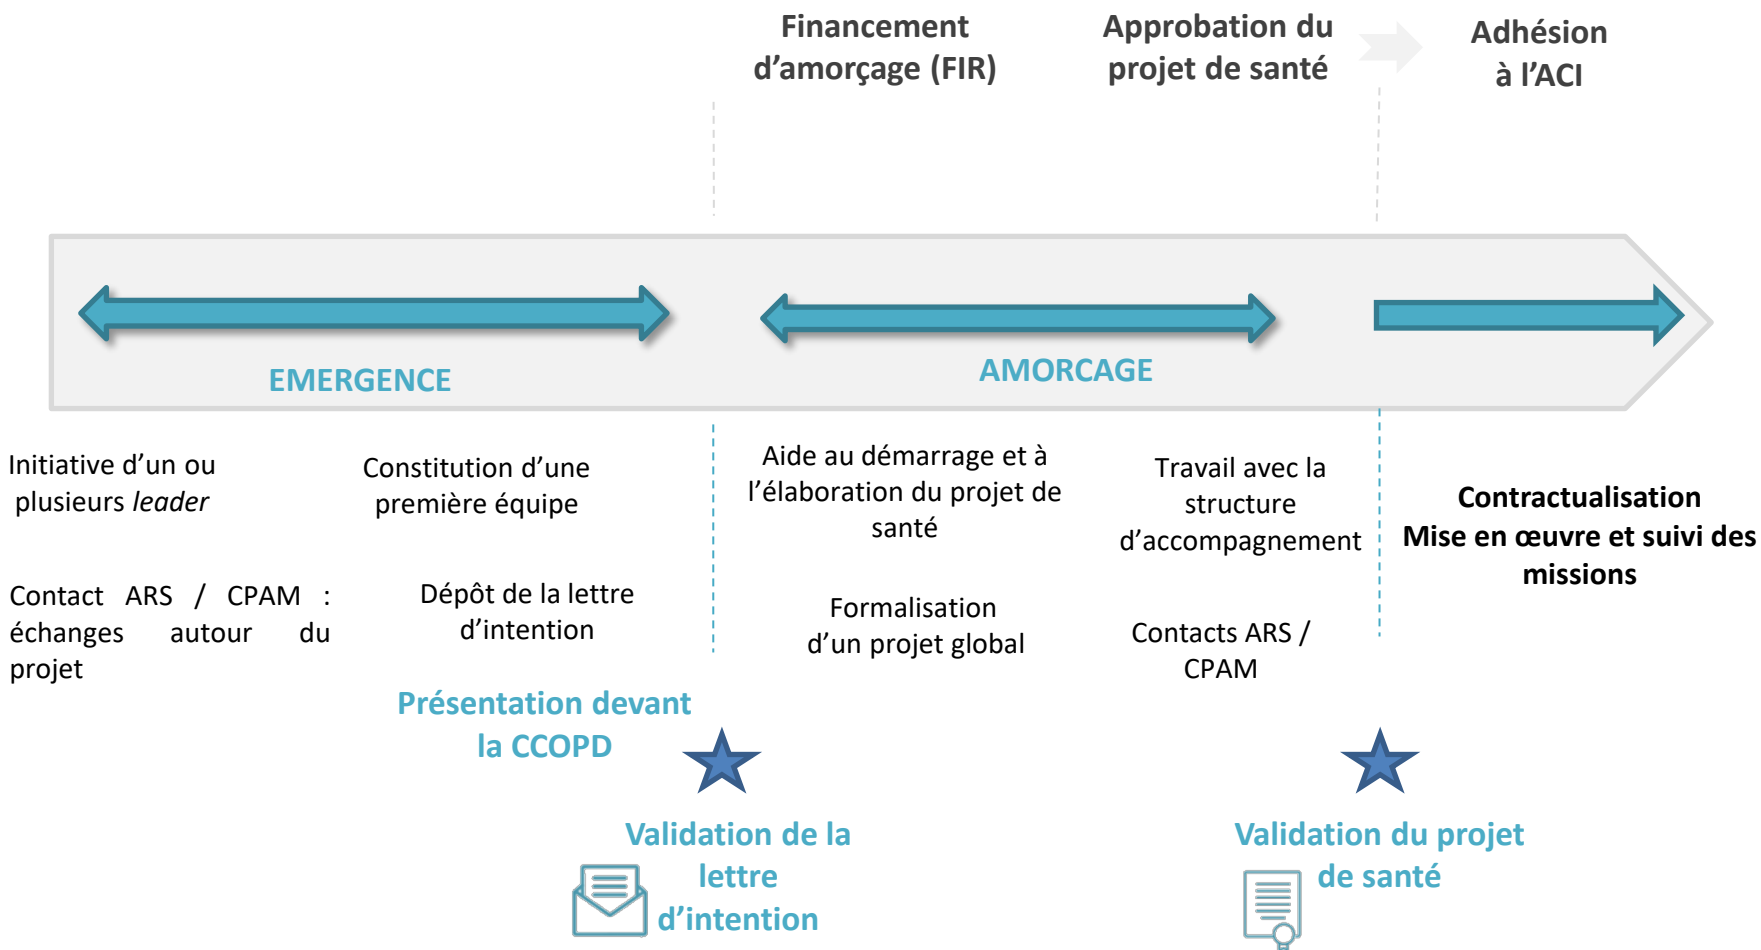 Financement
d’amorçage (FIR)
Approbation du
projet de santé
Adhésion
à l’ACI
EMERGENCE
AMORCAGE
Initiative d’un ou
plusieurs leader
Constitution d’une
première équipe
Contact ARS / CPAM :
échanges autour du
projet
Dépôt de la lettre
d’intention
Présentation devant
la CCOPD
Aide au démarrage et à
l’élaboration du projet de
santé
Travail avec la
structure
d’accompagnement
Formalisation
d’un projet global
Contacts ARS /
CPAM
Contractualisation
Mise en œuvre et suivi des
missions
Validation de la
lettre
d’intention
Validation du projet
de santé